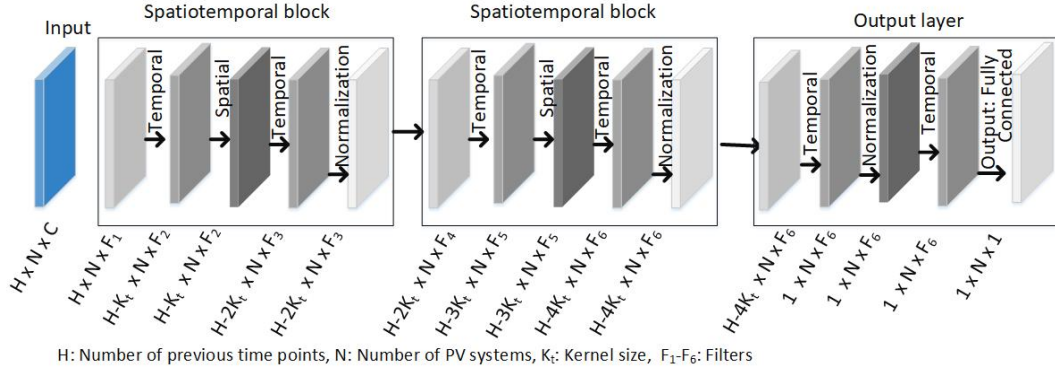 Input
Spatiotemporal block
Spatiotemporal block
Output layer
Temporal
Spatial
Temporal
Normalization
Temporal
Spatial
Temporal
Normalization
Temporal
Normalization
Temporal
Output: Fully
Connected
H x N x C
H x N x F₁
H-Kₜ x N x F₂
H-Kₜ x N x F₂
H-2Kₜ x N x F₃
H-2Kₜ x N x F₃
H-2Kₜ x N x F₄
H-3Kₜ x N x F₅
H-3Kₜ x N x F₅
H-4Kₜ x N x F₆
H-4Kₜ x N x F₆
H-4Kₜ x N x F₆
1 x N x F₆
1 x N x F₆
1 x N x F₆
1 x N x 1
H: Number of previous time points, N: Number of PV systems, Kₜ: Kernel size, F₁-F₆: Filters